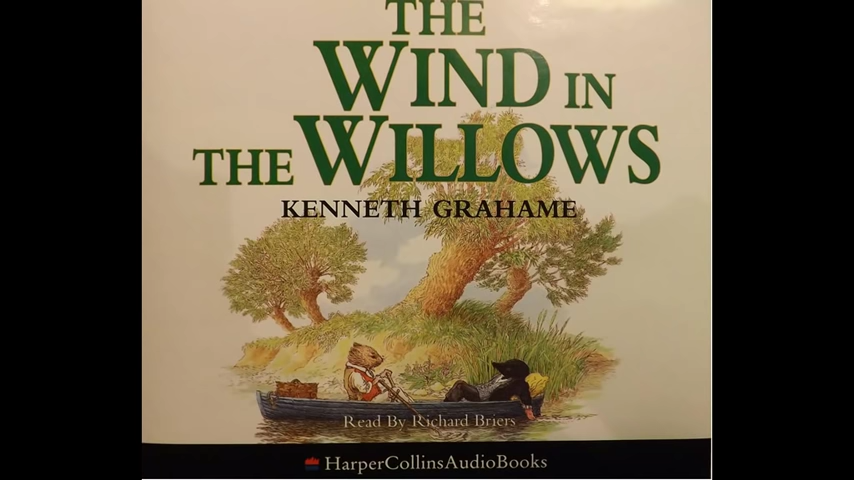 THE
WIND IN
THE WILLOWS
KENNETH GRAHAME
Read By Richard Briers
HarperCollinsAudioBooks